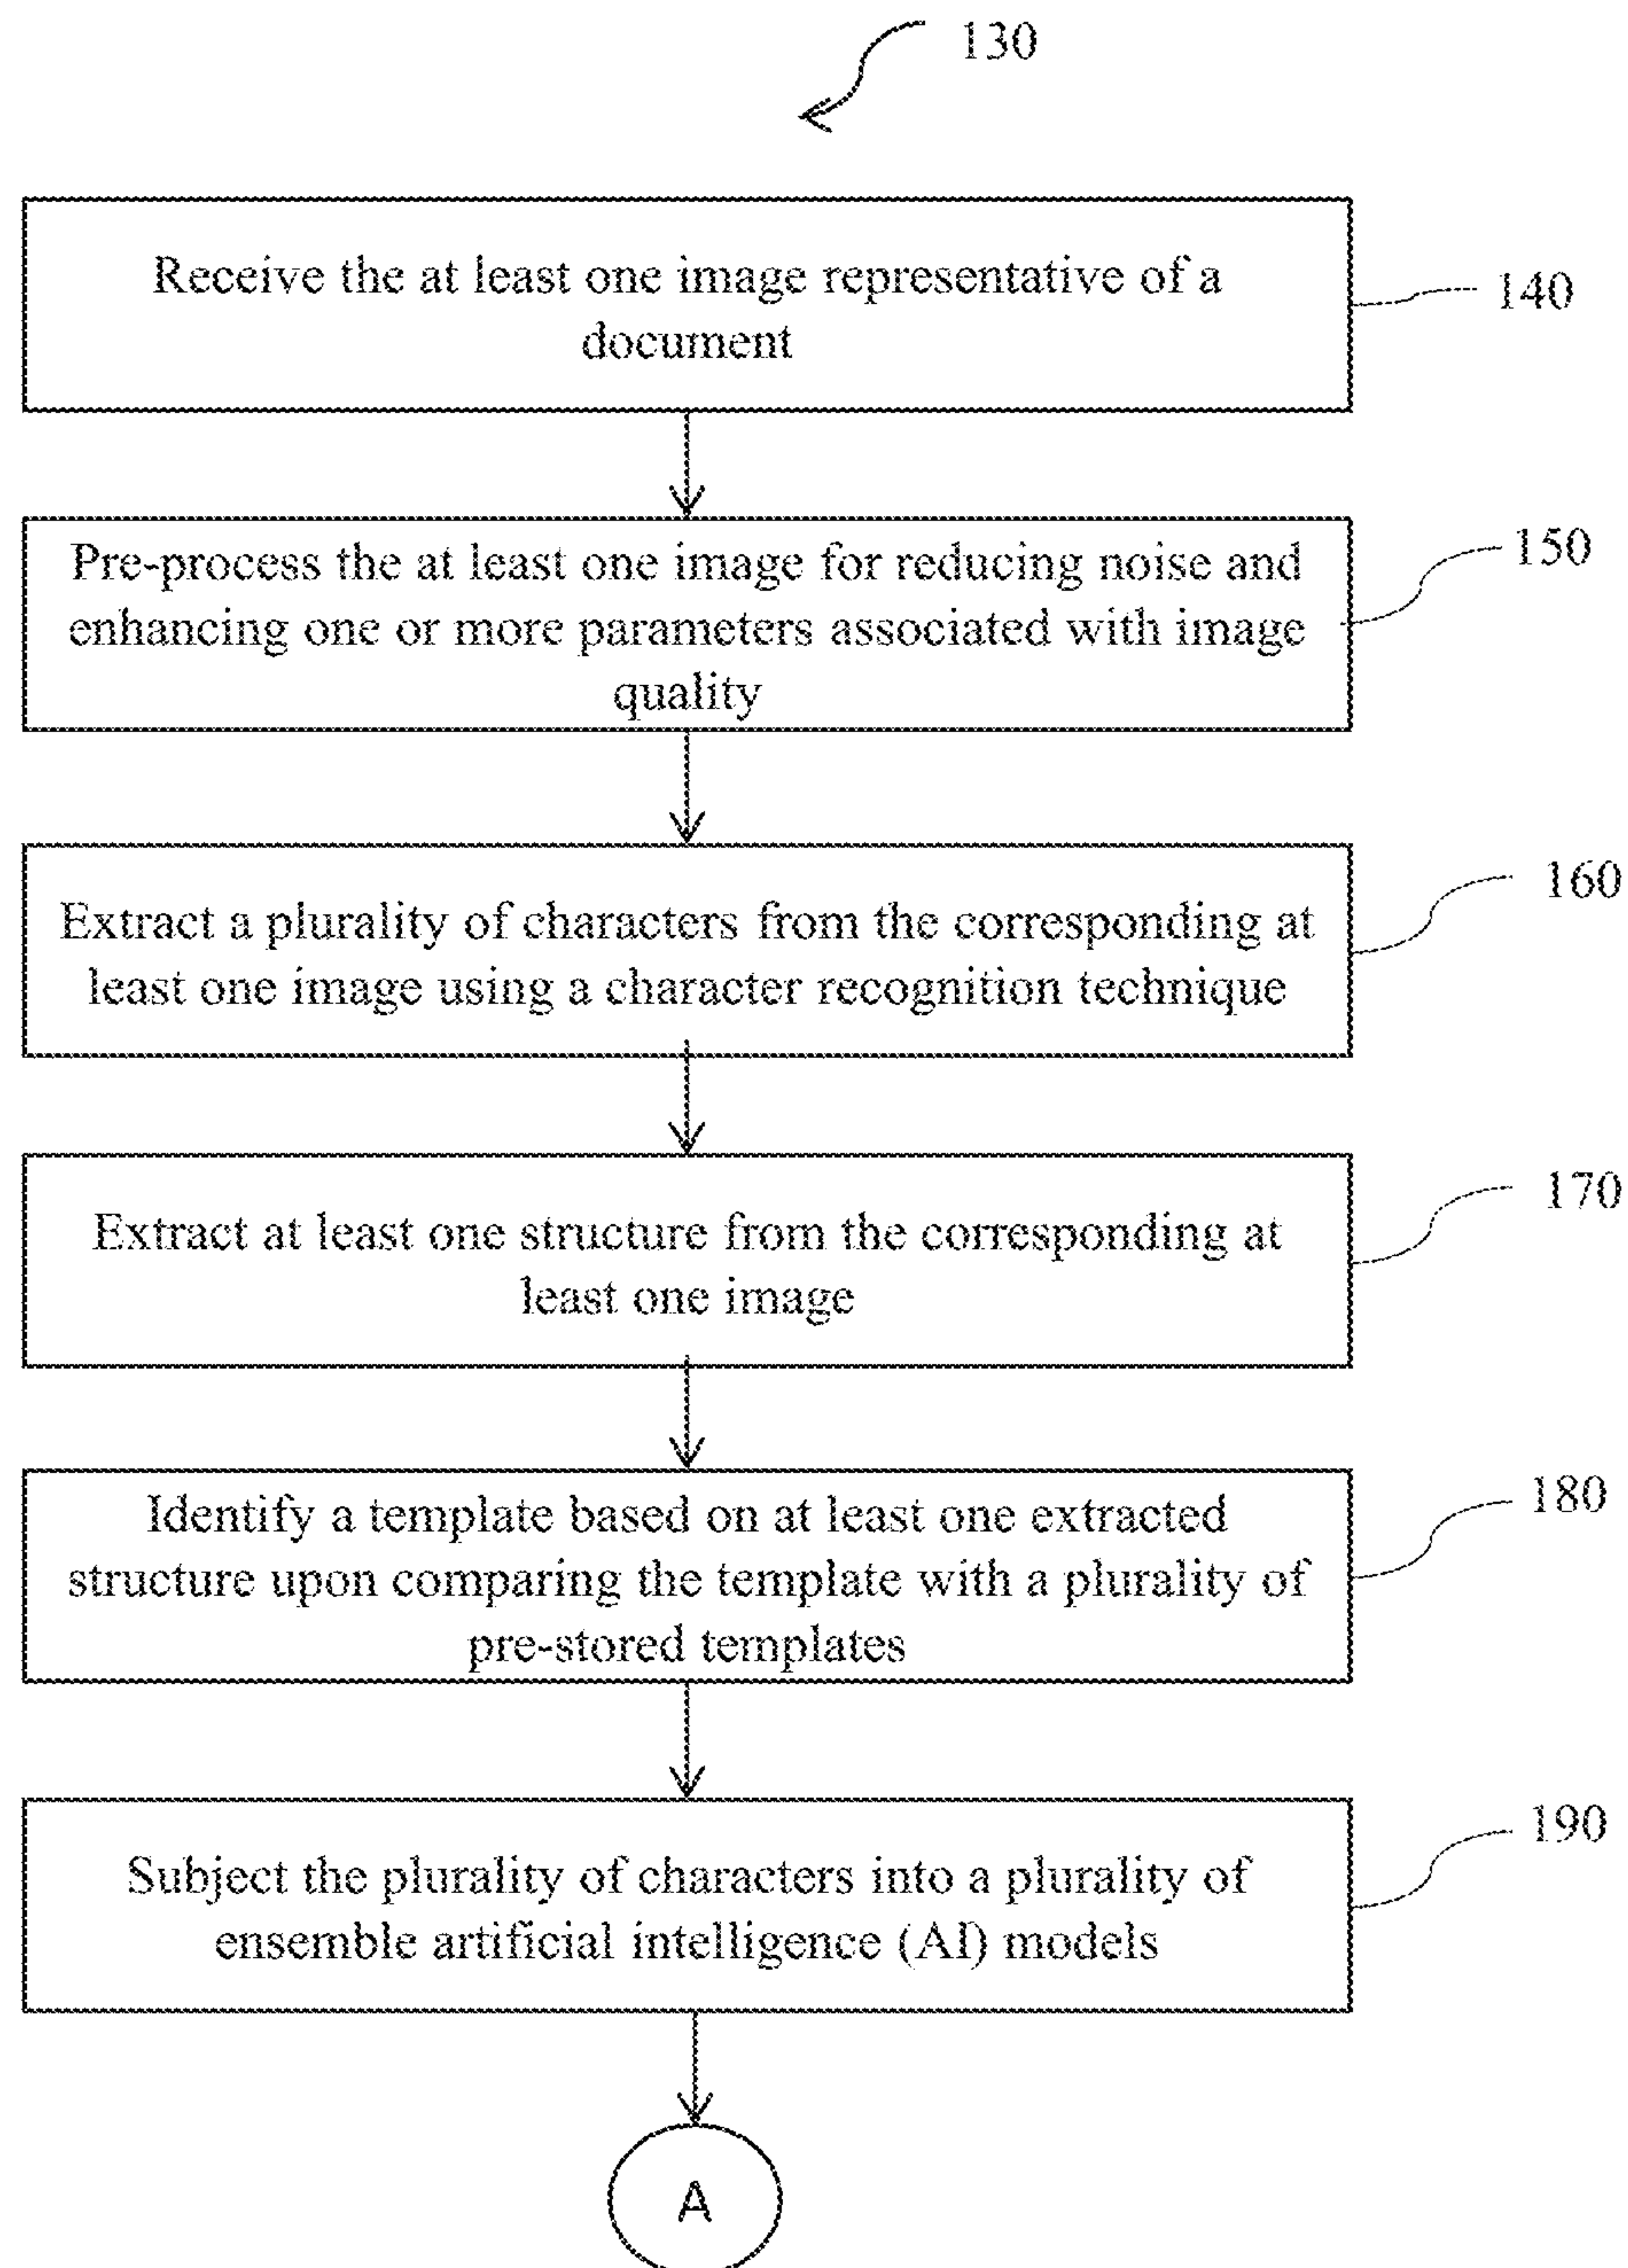 130
Receive the at least one image representative of a
document
140
Pre-process the at least one image for reducing noise and
enhancing one or more parameters associated with image
quality
150
Extract a plurality of characters from the corresponding at
least one image using a character recognition technique
160
Extract at least one structure from the corresponding at
least one image
170
Identify a template based on at least one extracted
structure upon comparing the template with a plurality of
pre-stored templates
180
Subject the plurality of characters into a plurality of
ensemble artificial intelligence (AI) models
190
A